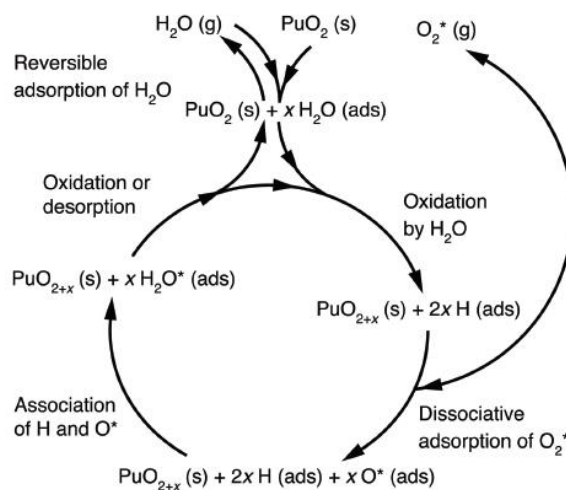 H₂O (g)
PuO₂ (s)
O₂* (g)
Reversible
adsorption of H₂O
PuO₂ (s) + x H₂O (ads)
Oxidation or
desorption
Oxidation
by H₂O
PuO₂₊ₓ (s) + x H₂O* (ads)
PuO₂₊ₓ (s) + 2x H (ads)
Association
of H and O*
Dissociative
adsorption of O₂*
PuO₂₊ₓ (s) + 2x H (ads) + x O* (ads)